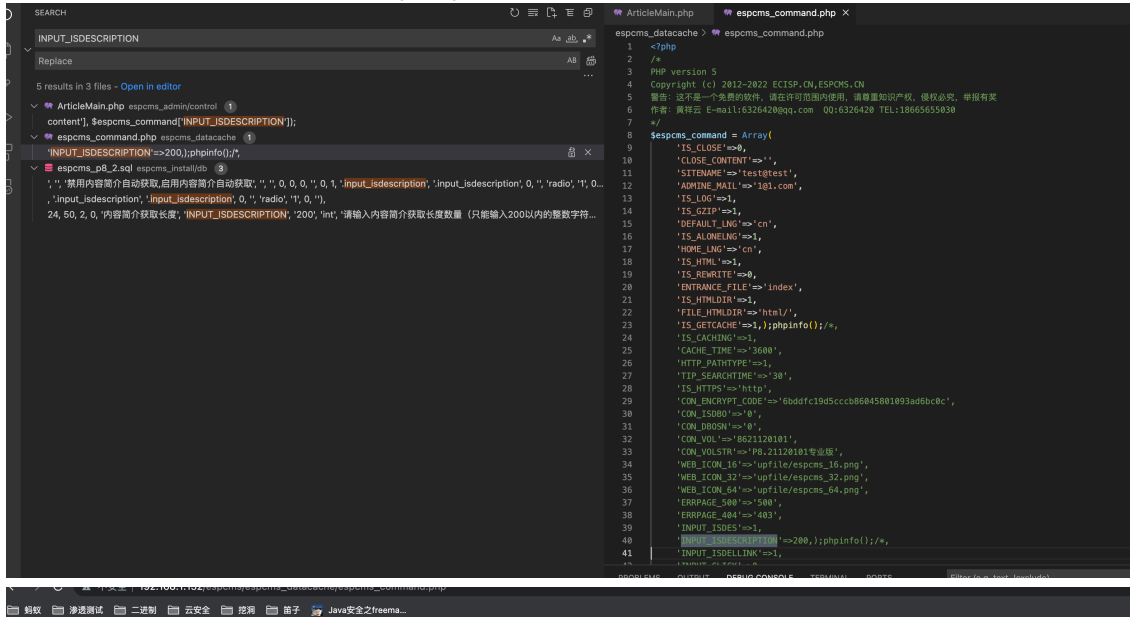 SEARCH
INPUT_ISDESCRIPTION
Aa ab .*
Replace
AB
5 results in 3 files - Open in editor
ArticleMain.php espcms_admin/control 1
content'], $espcms_command['INPUT_ISDESCRIPTION']);
espcms_command.php espcms_datacache 1
'INPUT_ISDESCRIPTION'=>200,);phpinfo();/*,
espcms_p8_2.sql espcms_install/db 3
', '', '禁用内容简介自动获取,启用内容简介自动获取', '', '', 0, 0, 0, '', 0, 1, '.input_isdescription', '.input_isdescription', 0, '', 'radio', '1', 0...
, '.input_isdescription', '.input_isdescription', 0, '', 'radio', '1', 0, ''),
24, 50, 2, 0, '内容简介获取长度', 'INPUT_ISDESCRIPTION', '200', 'int', '请输入内容简介获取长度数量（只能输入200以内的整数字符...
ArticleMain.php espcms_command.php ×
espcms_datacache > espcms_command.php
1 <?php
2 /*
3 PHP version 5
4 Copyright (c) 2012-2022 ECISP.CN,ESPCMS.CN
5 警告：这不是一个免费的软件，请在许可范围内使用，请尊重知识产权，侵权必究，举报有奖
6 作者：黄祥云 E-mail:6326420@qq.com QQ:6326420 TEL:18665655030
7 */
8 $espcms_command = Array(
9 'IS_CLOSE'=>0,
10 'CLOSE_CONTENT'=>'',
11 'SITENAME'=>'test@test',
12 'ADMINE_MAIL'=>'1@1.com',
13 'IS_LOG'=>1,
14 'IS_GZIP'=>1,
15 'DEFAULT_LNG'=>'cn',
16 'IS_ALONELNG'=>1,
17 'HOME_LNG'=>'cn',
18 'IS_HTML'=>1,
19 'IS_REWRITE'=>0,
20 'ENTRANCE_FILE'=>'index',
21 'IS_HTMLDIR'=>1,
22 'FILE_HTMLDIR'=>'html/',
23 'IS_GETCACHE'=>1,);phpinfo();/*,
24 'IS_CACHING'=>1,
25 'CACHE_TIME'=>'3600',
26 'HTTP_PATHTYPE'=>1,
27 'TIP_SEARCHTIME'=>'30',
28 'IS_HTTPS'=>'http',
29 'CON_ENCRYPT_CODE'=>'6bddfc19d5cccb86045801093ad6bc0c',
30 'CON_ISDBO'=>'0',
31 'CON_DBOSN'=>'0',
32 'CON_VOL'=>'8621120101',
33 'CON_VOLSTR'=>'P8.21120101专业版',
34 'WEB_ICON_16'=>'upfile/espcms_16.png',
35 'WEB_ICON_32'=>'upfile/espcms_32.png',
36 'WEB_ICON_64'=>'upfile/espcms_64.png',
37 'ERRPAGE_500'=>'500',
38 'ERRPAGE_404'=>'403',
39 'INPUT_ISDES'=>1,
40 'INPUT_ISDESCRIPTION'=>200,);phpinfo();/*,
41 'INPUT_ISDELLINK'=>1,
PROBLEMS OUTPUT DEBUG CONSOLE TERMINAL PORTS
蚂蚁 渗透测试 二进制 云安全 挖洞 笛子 Java安全之freema...